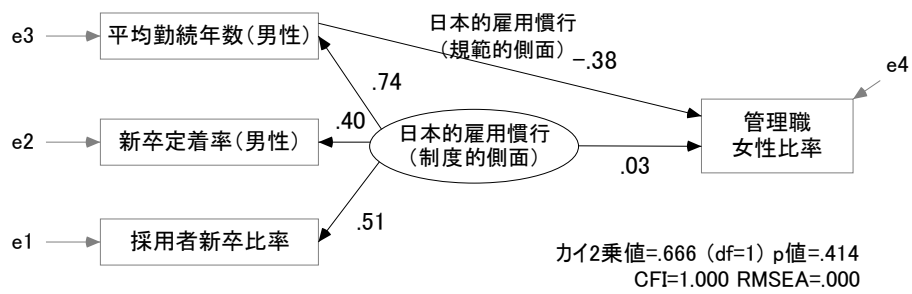 e3
平均勤続年数（男性）
日本的雇用慣行
（規範的側面）
-.38
e4
.74
e2
新卒定着率（男性）
.40
日本的雇用慣行
（制度的側面）
管理職
女性比率
.03
.51
e1
採用者新卒比率
カイ2乗値=.666 （df=1） p値=.414
CFI=1.000 RMSEA=.000